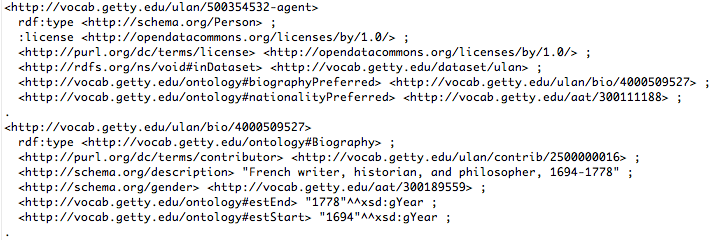 <http://vocab.getty.edu/ulan/500354532-agent>
rdf:type <http://schema.org/Person> ;
:license <http://opendatacommons.org/licenses/by/1.0/> ;
<http://purl.org/dc/terms/license> <http://opendatacommons.org/licenses/by/1.0/> ;
<http://rdfs.org/ns/void#inDataset> <http://vocab.getty.edu/dataset/ulan> ;
<http://vocab.getty.edu/ontology#biographyPreferred> <http://vocab.getty.edu/ulan/bio/4000509527> ;
<http://vocab.getty.edu/ontology#nationalityPreferred> <http://vocab.getty.edu/aat/300111188> ;
.
<http://vocab.getty.edu/ulan/bio/4000509527>
rdf:type <http://vocab.getty.edu/ontology#Biography> ;
<http://purl.org/dc/terms/contributor> <http://vocab.getty.edu/ulan/contrib/2500000016> ;
<http://schema.org/description> "French writer, historian, and philosopher, 1694-1778" ;
<http://schema.org/gender> <http://vocab.getty.edu/aat/300189559> ;
<http://vocab.getty.edu/ontology#estEnd> "1778"^^xsd:gYear ;
<http://vocab.getty.edu/ontology#estStart> "1694"^^xsd:gYear ;
.